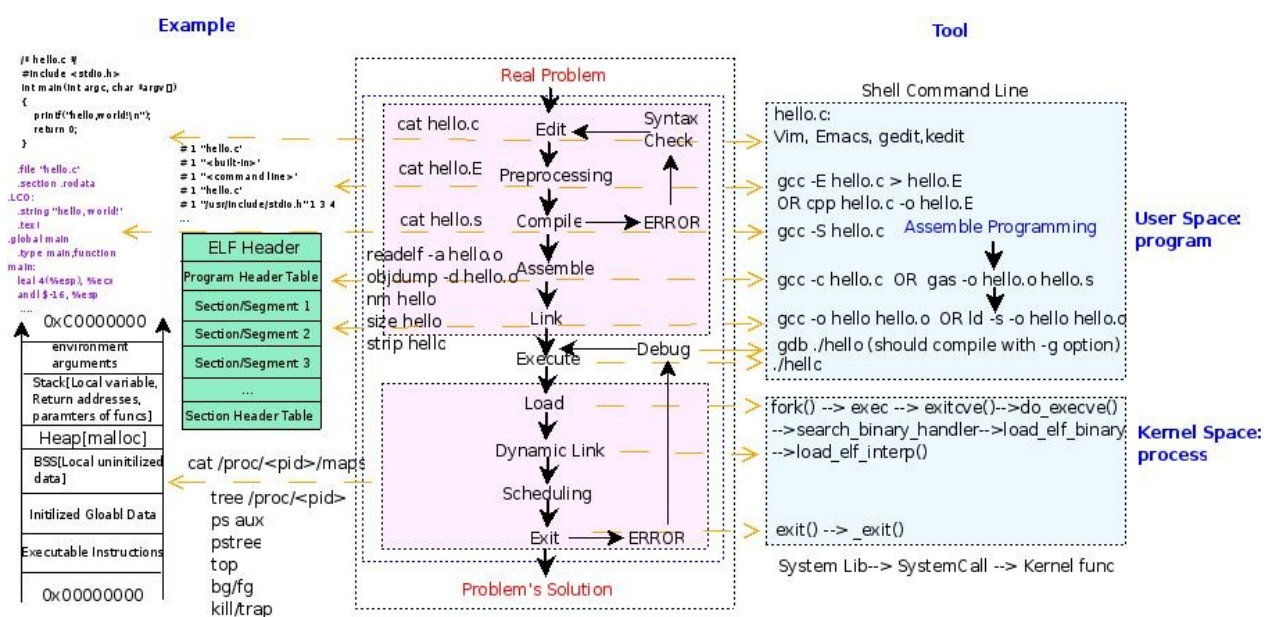 Example
Tool
/* hello.c */
#include <stdio.h>
int main(int argc, char *argv[])
{
printf("hello,world!\n");
return 0;
}
.file "hello.c"
.section .rodata
.LC0:
.string "hello, world!"
.text
.global main
.type main,function
main:
leal 4(%esp), %ecx
andl $-16, %esp
....
# 1 "hello.c"
# 1 "<built-in>"
# 1 "<command line>"
# 1 "hello.c"
# 1 "/usr/include/stdio.h" 1 3 4
...
ELF Header
Program Header Table
Section/Segment 1
Section/Segment 2
Section/Segment 3
...
Section Header Table
0xC0000000
environment
arguments
Stack[Local variable,
Return addresses,
paramters of funcs]
Heap[malloc]
BSS[Local uninitilized
data]
Initilized Gloabl Data
Executable Instructions
0x00000000
cat hello.c
cat hello.E
cat hello.s
readelf -a hello.o
objdump -d hello.o
nm hello
size hello
strip hellc
cat /proc/<pid>/maps
tree /proc/<pid>
ps aux
pstree
top
bg/fg
kill/trap
Real Problem
Edit
Syntax
Check
Preprocessing
Compile
ERROR
Assemble
Link
Execute
Debug
Load
Dynamic Link
Scheduling
Exit
ERROR
Problem's Solution
Shell Command Line
hello.c:
Vim, Emacs, gedit,kedit
gcc -E hello.c > hello.E
OR cpp hello.c -o hello.E
gcc -S hello.c
Assemble Programming
gcc -c hello.c OR gas -o hello.o hello.s
gcc -o hello hello.o OR ld -s -o hello hello.o
gdb ./hello (should compile with -g option)
./hellc
User Space:
program
fork() --> exec --> exitcve()-->do_execve()
-->search_binary_handler-->load_elf_binary
-->load_elf_interp()
exit() --> _exit()
Kernel Space:
process
System Lib--> SystemCall --> Kernel func